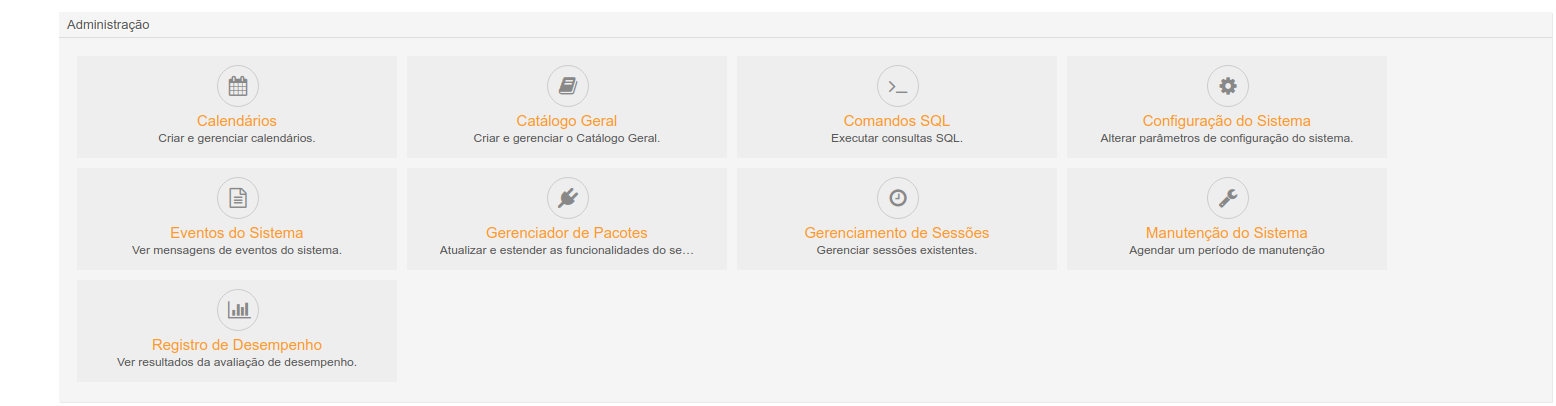 Administração
Calendários
Criar e gerenciar calendários.
Catálogo Geral
Criar e gerenciar o Catálogo Geral.
Comandos SQL
Executar consultas SQL.
Configuração do Sistema
Alterar parâmetros de configuração do sistema.
Eventos do Sistema
Ver mensagens de eventos do sistema.
Gerenciador de Pacotes
Atualizar e estender as funcionalidades do se…
Gerenciamento de Sessões
Gerenciar sessões existentes.
Manutenção do Sistema
Agendar um período de manutenção
Registro de Desempenho
Ver resultados da avaliação de desempenho.